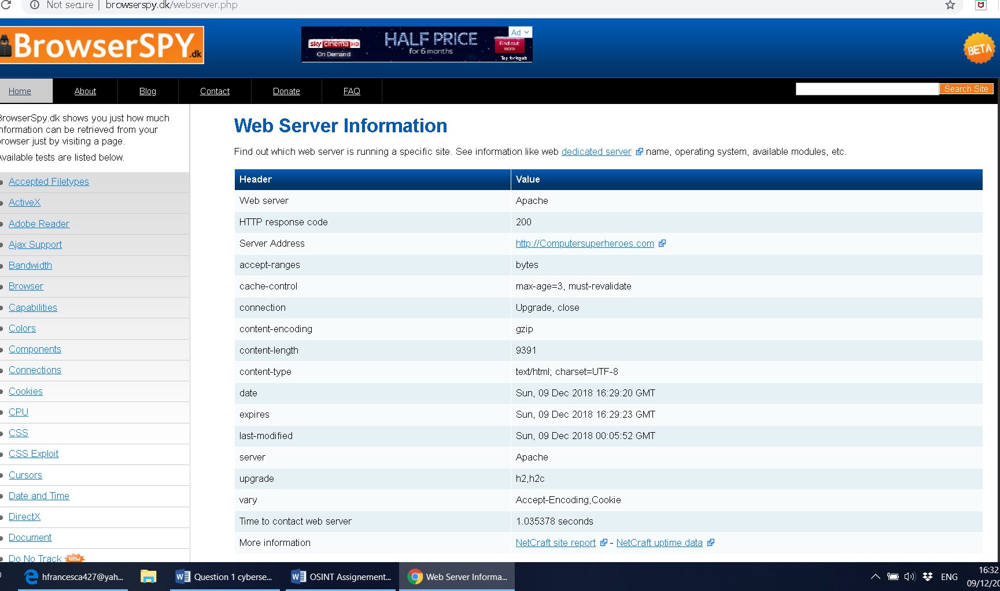 Not secure | browserspy.dk/webserver.php
BrowserSPY.dk
sky cinema HD
On Demand
HALF PRICE
for 6 months
Ad
Find out
more
Tap for legals
BETA
Home
About
Blog
Contact
Donate
FAQ
Search Site
BrowserSpy.dk shows you just how much
information can be retrieved from your
browser just by visiting a page.
Available tests are listed below.
Accepted Filetypes
ActiveX
Adobe Reader
Ajax Support
Bandwidth
Browser
Capabilities
Colors
Components
Connections
Cookies
CPU
CSS
CSS Exploit
Cursors
Date and Time
DirectX
Document
Do No Track NEW
Web Server Information
Find out which web server is running a specific site. See information like web dedicated server name, operating system, available modules, etc.
Header Value
Web server Apache
HTTP response code 200
Server Address http://Computersuperheroes.com
accept-ranges bytes
cache-control max-age=3, must-revalidate
connection Upgrade, close
content-encoding gzip
content-length 9391
content-type text/html; charset=UTF-8
date Sun, 09 Dec 2018 16:29:20 GMT
expires Sun, 09 Dec 2018 16:29:23 GMT
last-modified Sun, 09 Dec 2018 00:05:52 GMT
server Apache
upgrade h2,h2c
vary Accept-Encoding,Cookie
Time to contact web server 1.035378 seconds
More information NetCraft site report - NetCraft uptime data
hfrancesca427@yah...
Question 1 cyberse...
OSINT Assignement...
Web Server Informa...
ENG
16:32
09/12/20